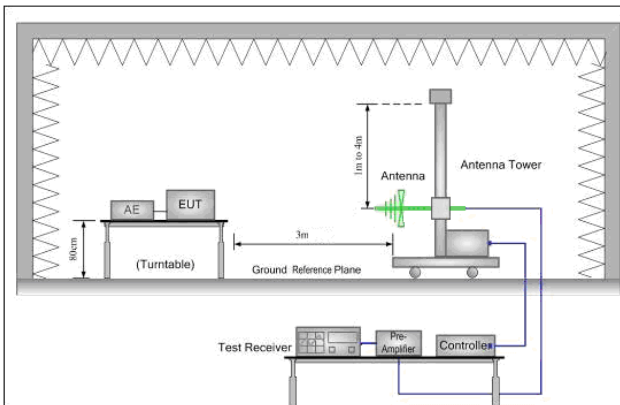 1m to 4m
Antenna
Antenna Tower
AE
EUT
3m
80cm
(Turntable)
Ground Reference Plane
Test Receiver
Pre-
Amplifier
Controller